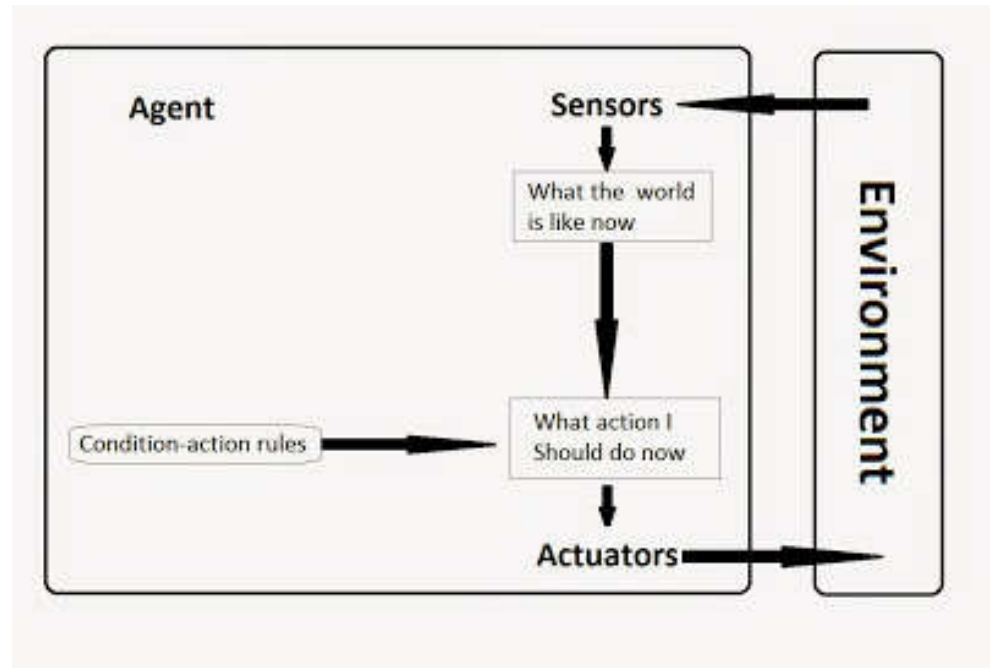 Agent
Sensors
What the world
is like now
Environment
Condition-action rules
What action I
Should do now
Actuators